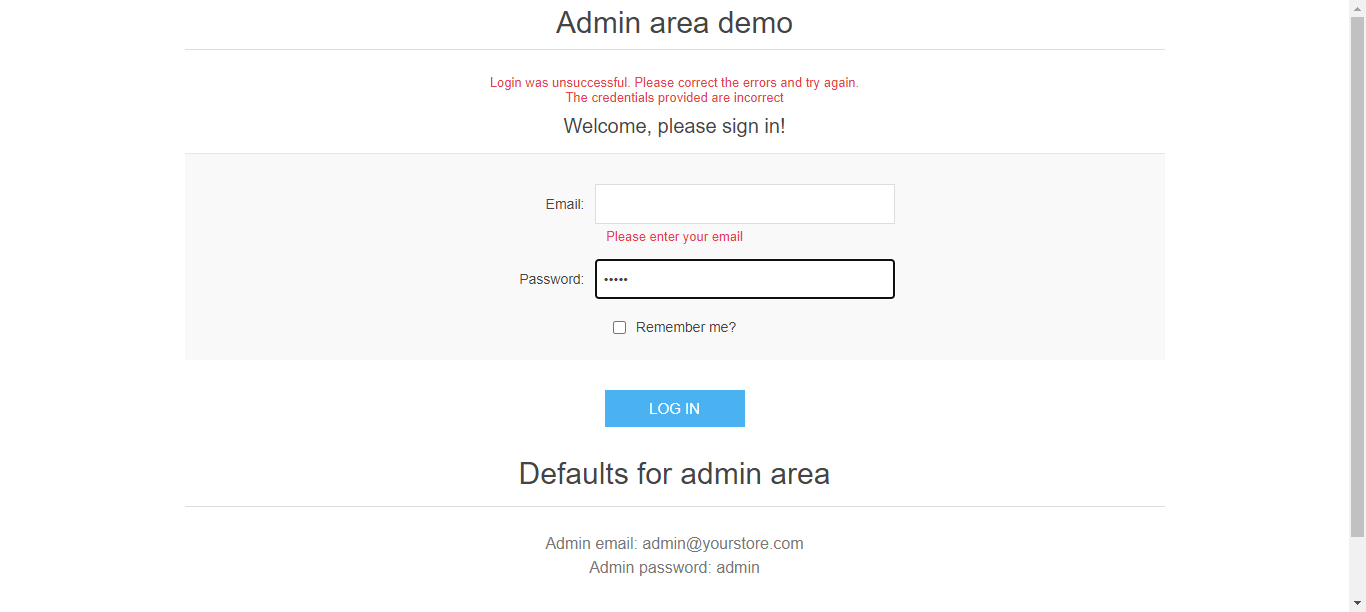 Admin area demo
Login was unsuccessful. Please correct the errors and try again.
The credentials provided are incorrect
Welcome, please sign in!
Email:
Please enter your email
Password: •••••
Remember me?
LOG IN
Defaults for admin area
Admin email: admin@yourstore.com
Admin password: admin